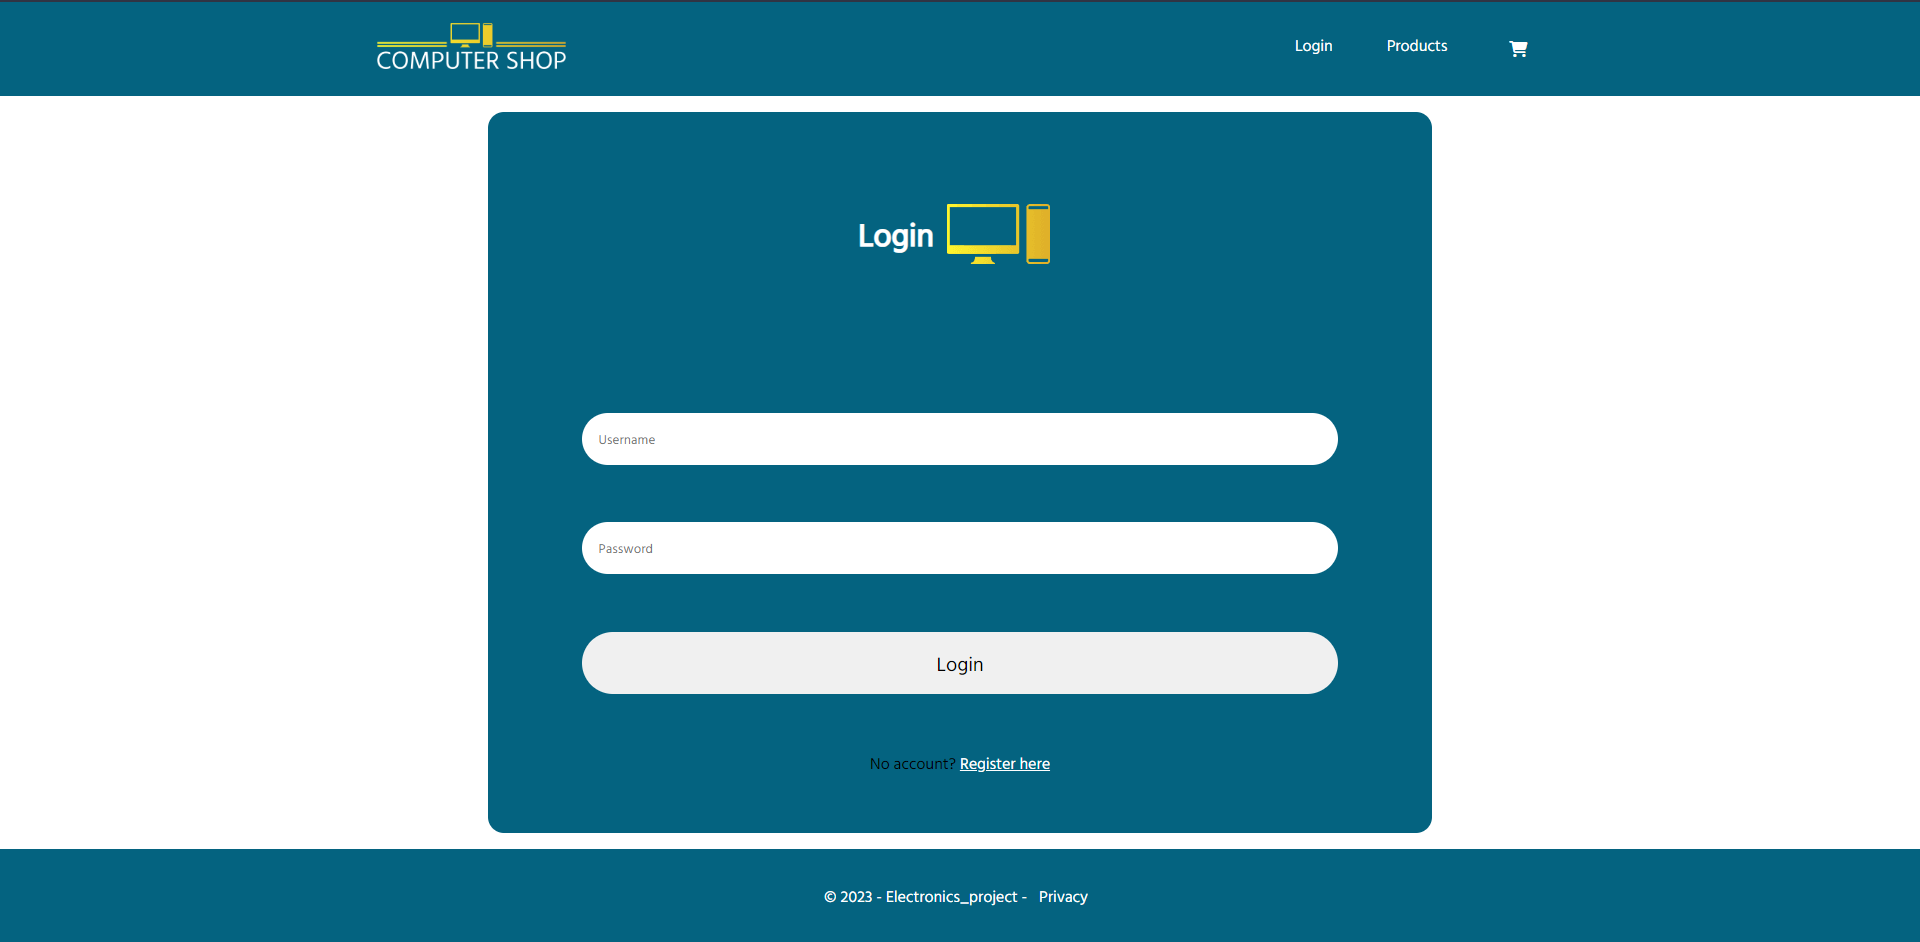 COMPUTER SHOP
Login
Products
Login
Username
Password
Login
No account? Register here
© 2023 - Electronics_project - Privacy